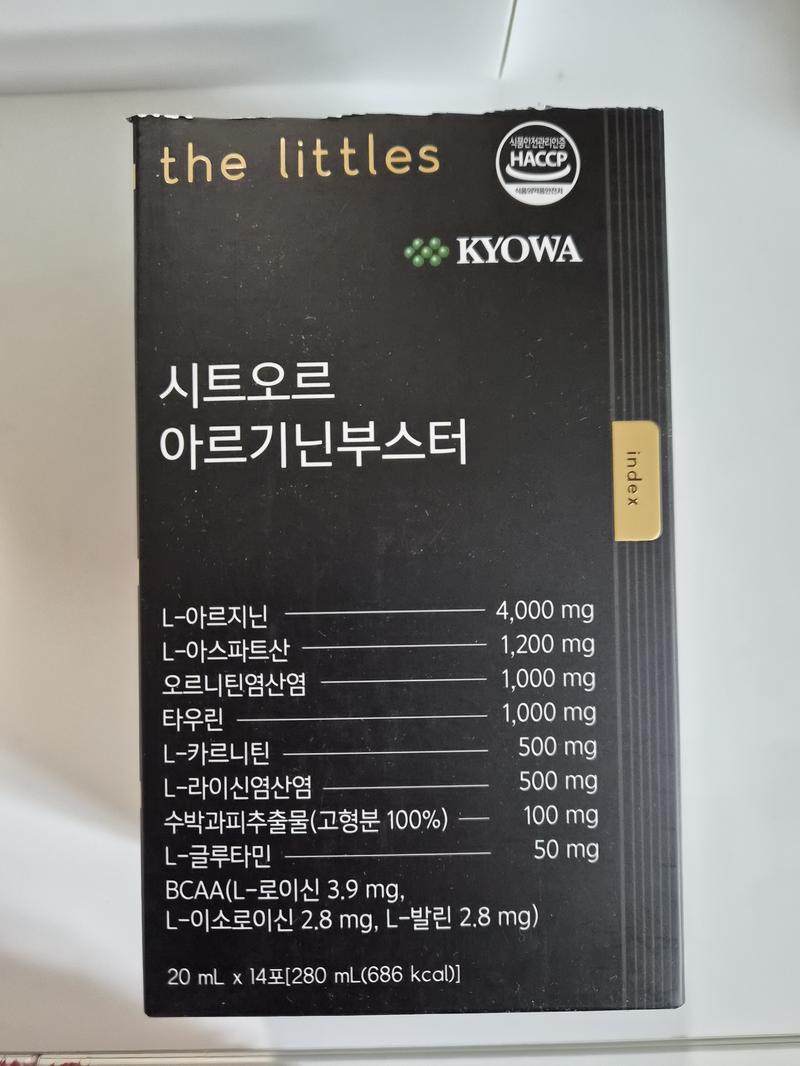 the littles
식품안전관리인증
HACCP
식품의약품안전처
KYOWA
시트오르
아르기닌부스터
index
L-아르지닌 4,000 mg
L-아스파트산 1,200 mg
오르니틴염산염 1,000 mg
타우린 1,000 mg
L-카르니틴 500 mg
L-라이신염산염 500 mg
수박과피추출물(고형분 100%) 100 mg
L-글루타민 50 mg
BCAA(L-로이신 3.9 mg,
L-이소로이신 2.8 mg, L-발린 2.8 mg)
20 mL x 14포[280 mL(686 kcal)]